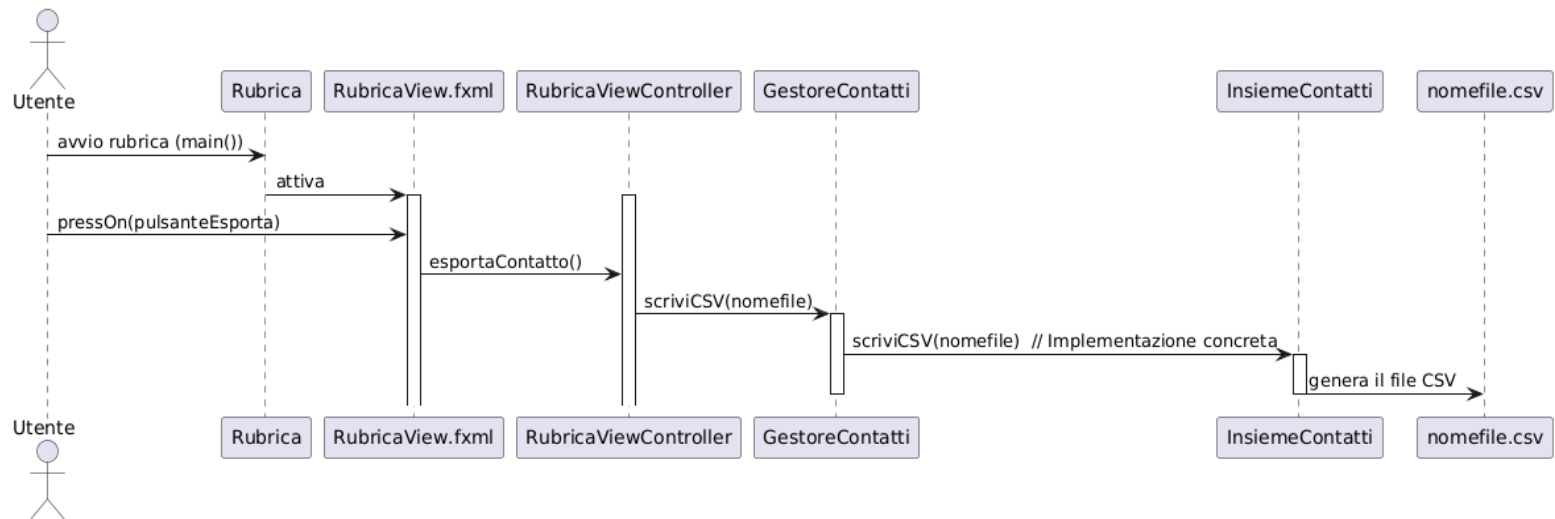 Utente
Rubrica
RubricaView.fxml
RubricaViewController
GestoreContatti
InsiemeContatti
nomefile.csv
avvio rubrica (main())
attiva
pressOn(pulsanteEsporta)
esportaContatto()
scriviCSV(nomefile)
scriviCSV(nomefile)  // Implementazione concreta
genera il file CSV
Utente
Rubrica
RubricaView.fxml
RubricaViewController
GestoreContatti
InsiemeContatti
nomefile.csv